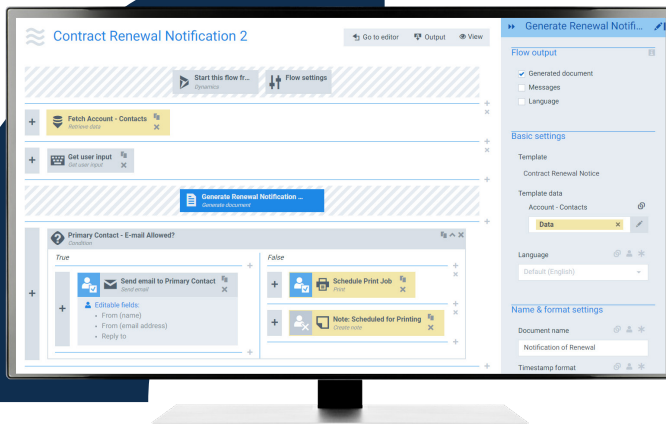 Contract Renewal Notification 2
Go to editor
Output
View
Start this flow fr...
Dynamics
Flow settings
Fetch Account - Contacts
Retrieve data
Get user input
Get user input
Generate Renewal Notification ...
Generate document
Primary Contact - E-mail Allowed?
Condition
True
False
Send email to Primary Contact
Send email
Editable fields:
- From (name)
- From (email address)
- Reply to
Schedule Print Job
Print
Note: Scheduled for Printing
Create note
Generate Renewal Notifi...
Flow output
Generated document
Messages
Language
Basic settings
Template
Contract Renewal Notice
Template data
Account - Contacts
Data
Language
Default (English)
Name & format settings
Document name
Notification of Renewal
Timestamp format